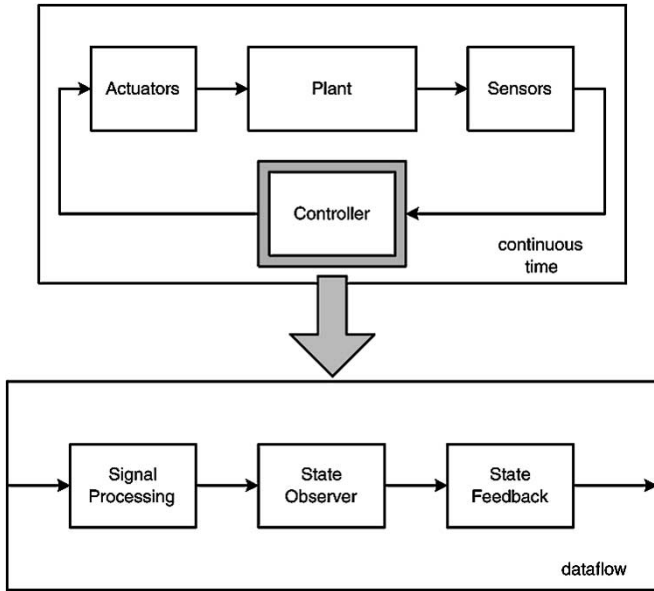 Actuators
Plant
Sensors
Controller
continuous
time
Signal
Processing
State
Observer
State
Feedback
dataflow